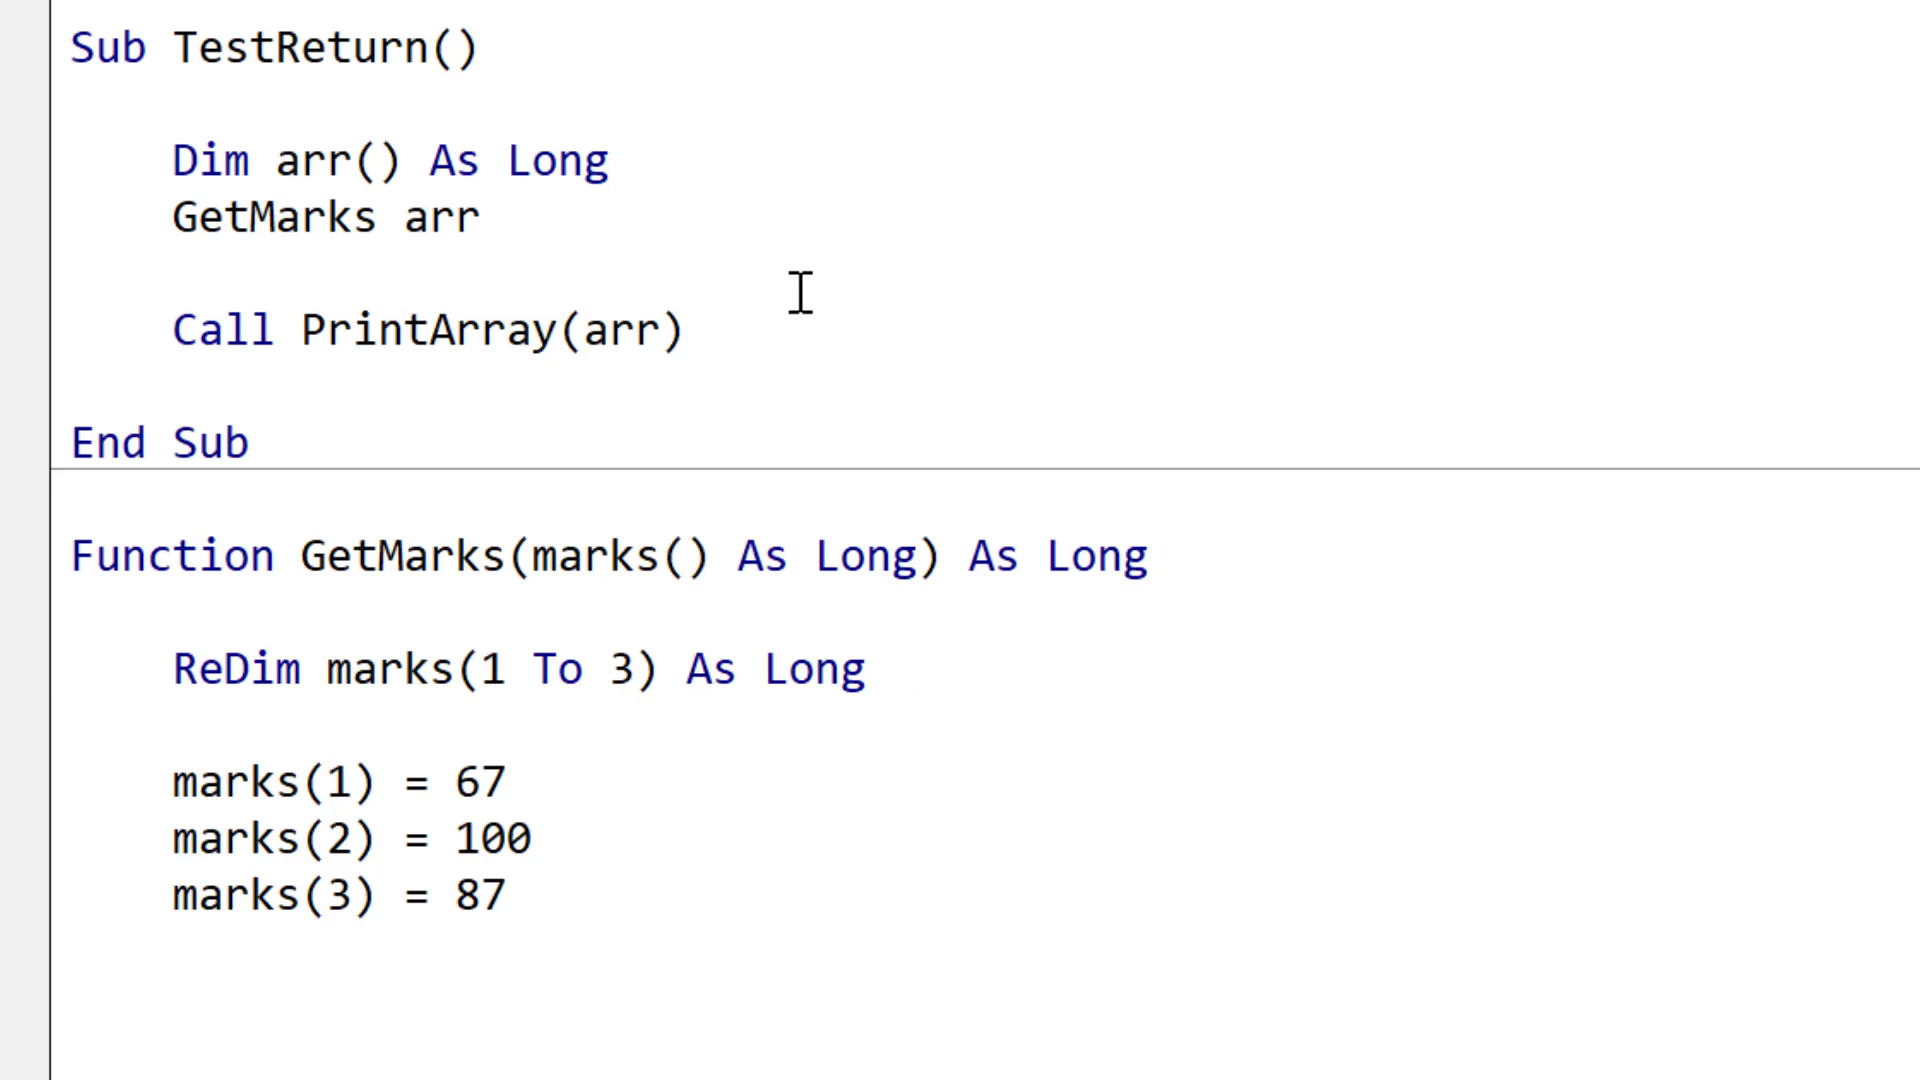 Sub TestReturn()
Dim arr() As Long
GetMarks arr
Call PrintArray(arr)
End Sub
Function GetMarks(marks() As Long) As Long
ReDim marks(1 To 3) As Long
marks(1) = 67
marks(2) = 100
marks(3) = 87